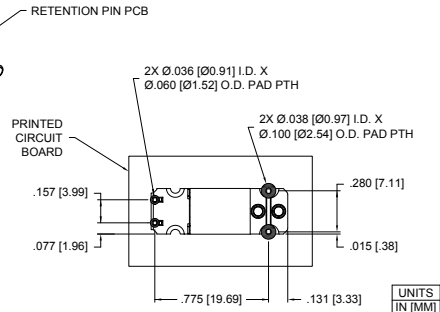 RETENTION PIN PCB
2X Ø.036 [Ø0.91] I.D. X
Ø.060 [Ø1.52] O.D. PAD PTH
2X Ø.038 [Ø0.97] I.D. X
Ø.100 [Ø2.54] O.D. PAD PTH
PRINTED
CIRCUIT
BOARD
.157 [3.99]
.280 [7.11]
.077 [1.96]
.015 [.38]
.775 [19.69]
.131 [3.33]
UNITS
IN [MM]